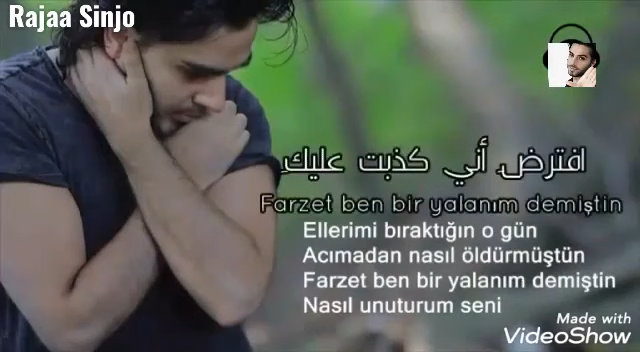 Rajaa Sinjo
افترض أني كذبت عليكِ
Farzet ben bir yalanım demiştin
Ellerimi bıraktığın o gün
Acımadan nasıl öldürmüştün
Farzet ben bir yalanım demiştin
Nasıl unuturum seni
Made with
VideoShow